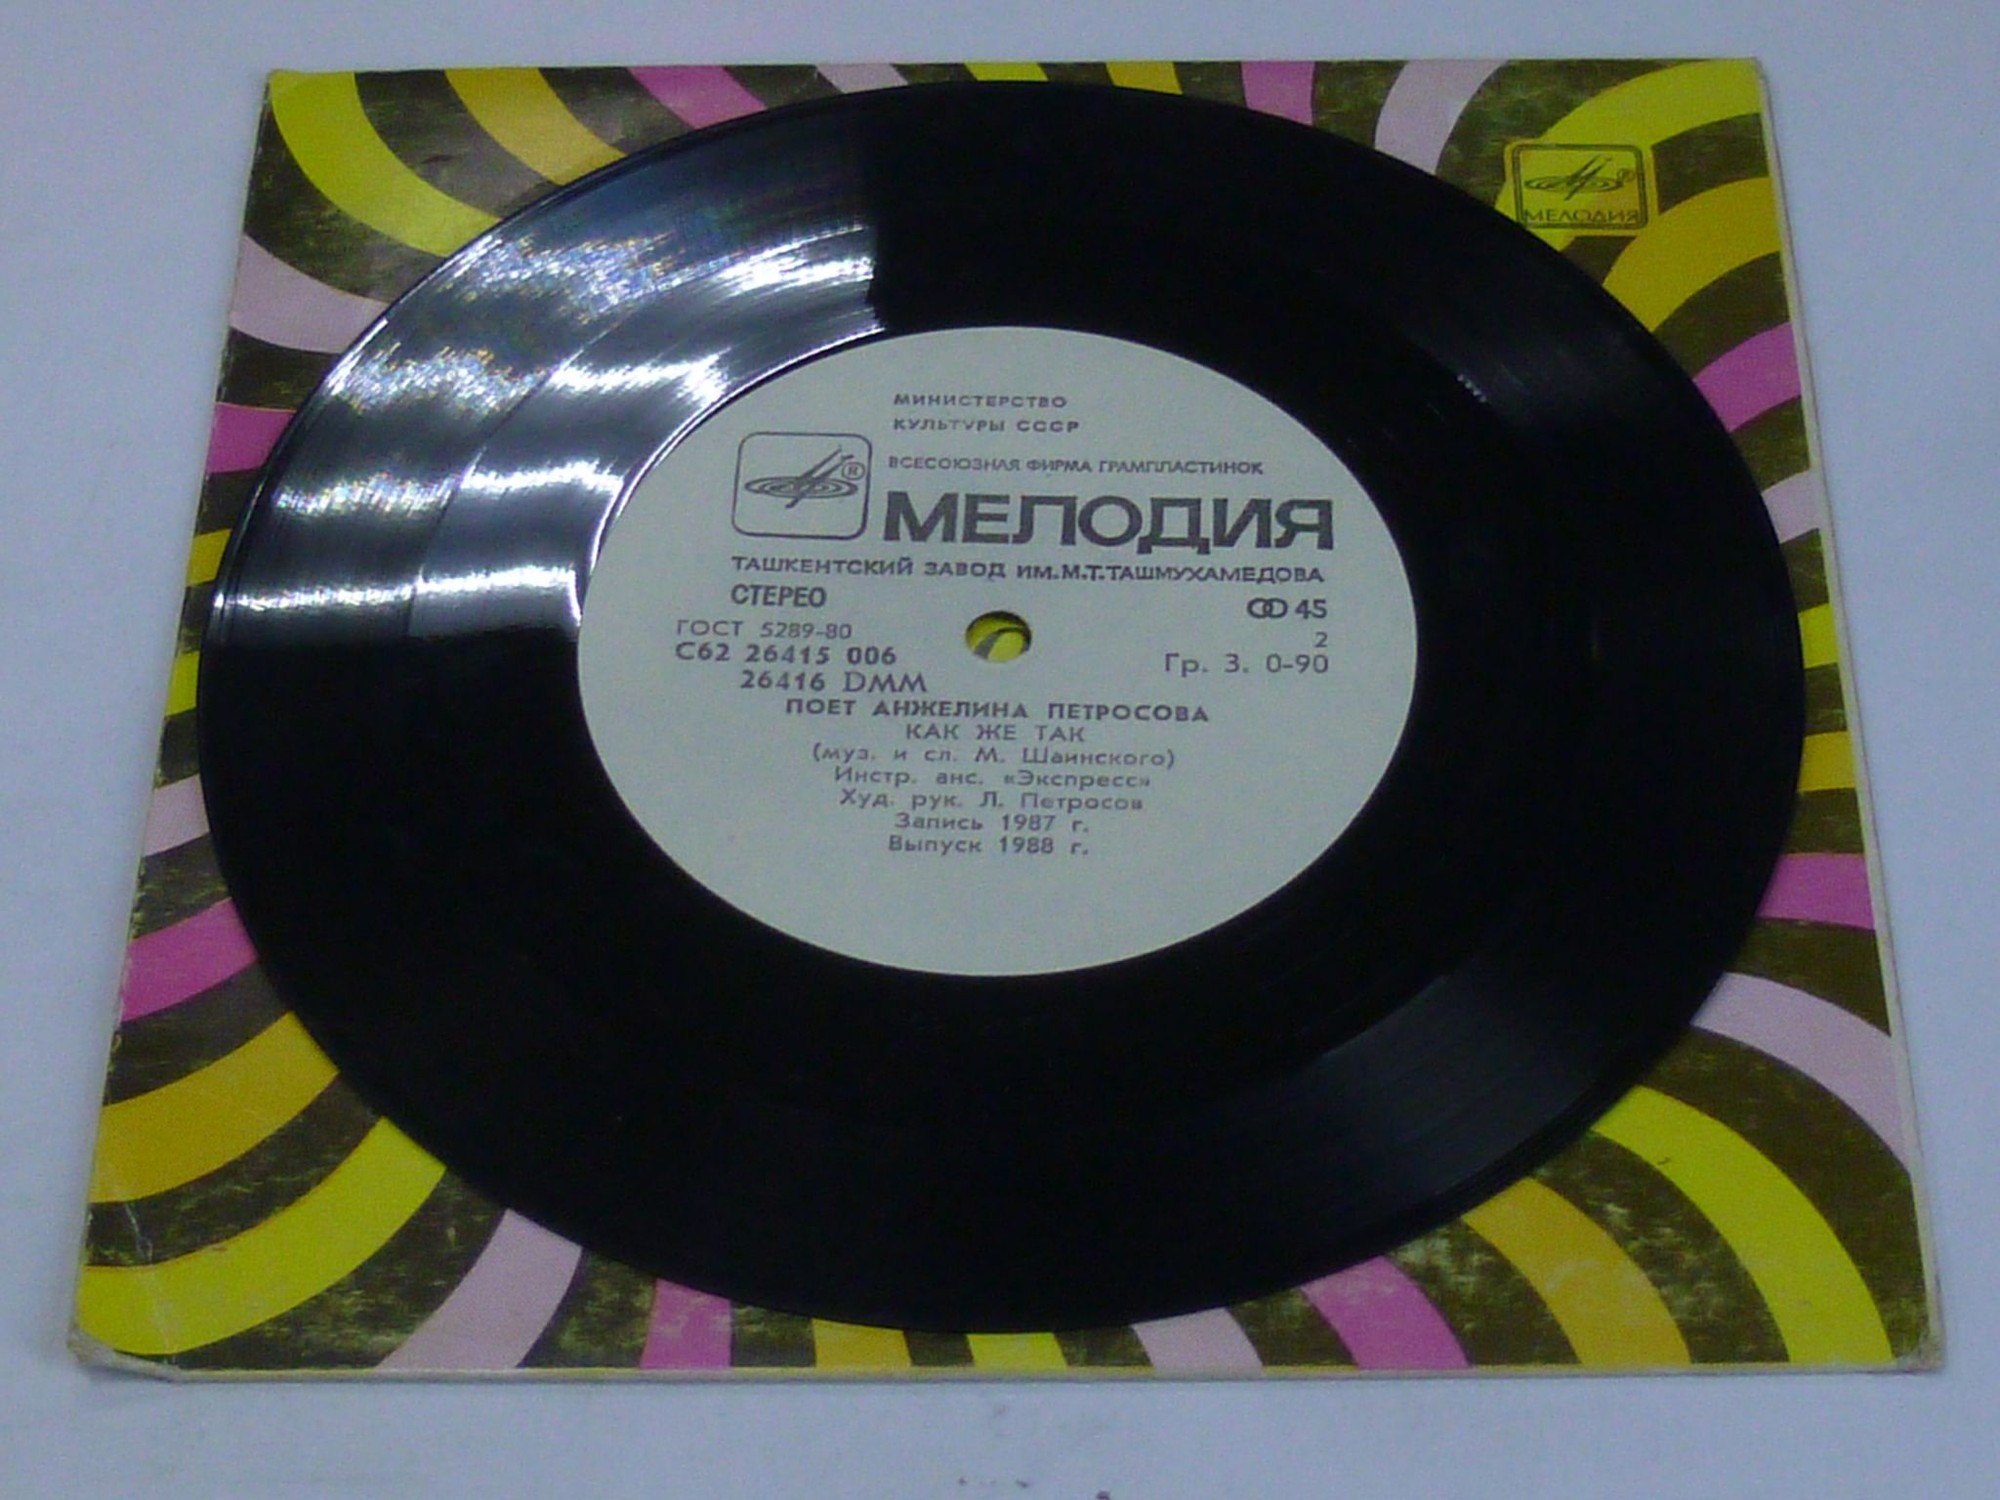 МЕЛОДИЯ
МИНИСТЕРСТВО
КУЛЬТУРЫ СССР
ВСЕСОЮЗНАЯ ФИРМА ГРАМПЛАСТИНОК
® МЕЛОДИЯ
ТАШКЕНТСКИЙ ЗАВОД ИМ.М.Т.ТАШМУХАМЕДОВА
СТЕРЕО 45
ГОСТ 5289-80 2
С62 26415 006 Гр. 3. 0-90
26416 DMM
ПОЕТ АНЖЕЛИНА ПЕТРОСОВА
КАК ЖЕ ТАК
(муз. и сл. М. Шаинского)
Инстр. анс. «Экспресс»
Худ. рук. Л. Петросов
Запись 1987 г.
Выпуск 1988 г.